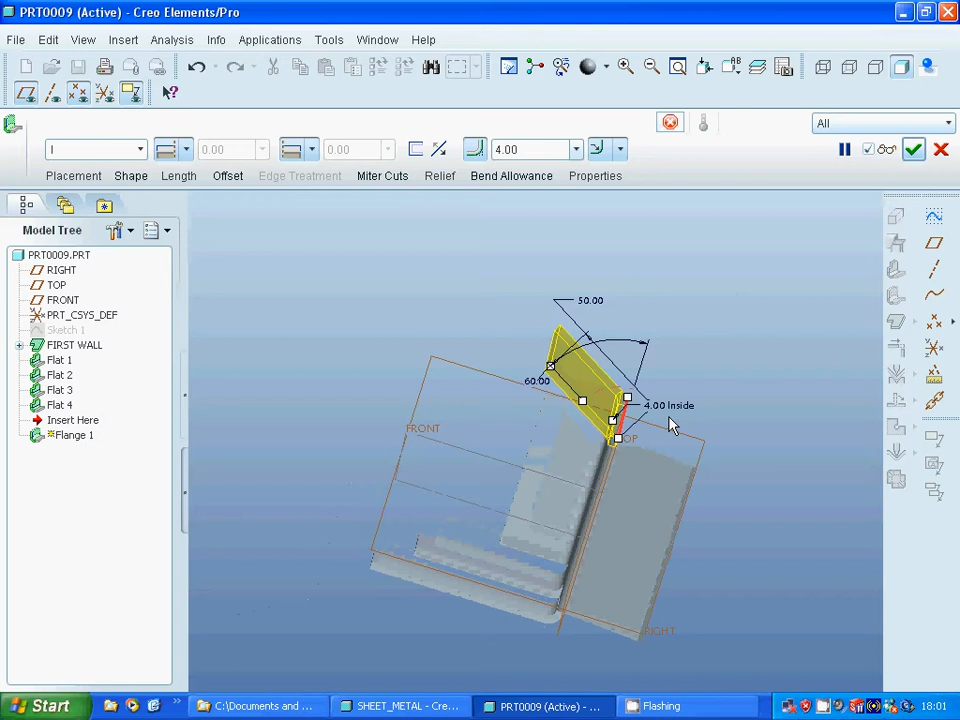 PRT0009 (Active) - Creo Elements/Pro
File Edit View Insert Analysis Info Applications Tools Window Help
All
I 0.00 0.00 4.00
Placement Shape Length Offset Edge Treatment Miter Cuts Relief Bend Allowance Properties
Model Tree
PRT0009.PRT
RIGHT
TOP
FRONT
PRT_CSYS_DEF
Sketch 1
FIRST WALL
Flat 1
Flat 2
Flat 3
Flat 4
Insert Here
Flange 1
50.00
60.00
4.00 Inside
FRONT
TOP
RIGHT
Start
C:\Documents and ...
SHEET_METAL - Cre...
PRT0009 (Active) - ...
Flashing
18:01